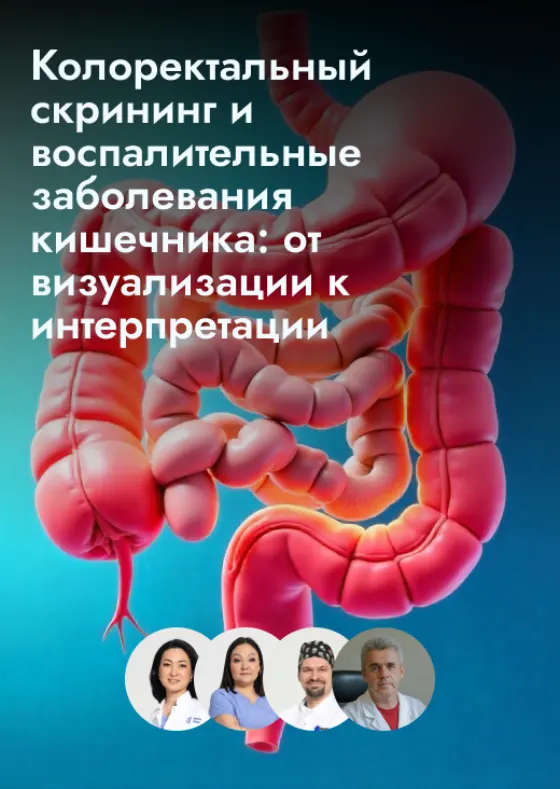 Колоректальный
скрининг и
воспалительные
заболевания
кишечника: от
визуализации к
интерпретации